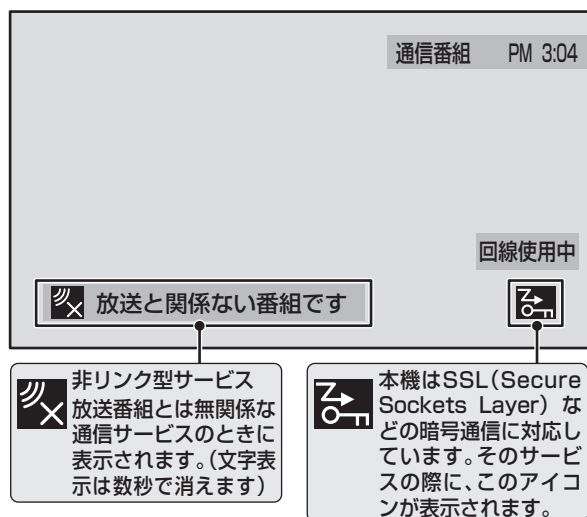 通信番組 PM 3:04
回線使用中
放送と関係ない番組です
非リンク型サービス
放送番組とは無関係な
通信サービスのときに
表示されます。(文字表
示は数秒で消えます)
本機はSSL(Secure
Sockets Layer) な
どの暗号通信に対応し
ています。そのサービ
スの際に、このアイコ
ンが表示されます。